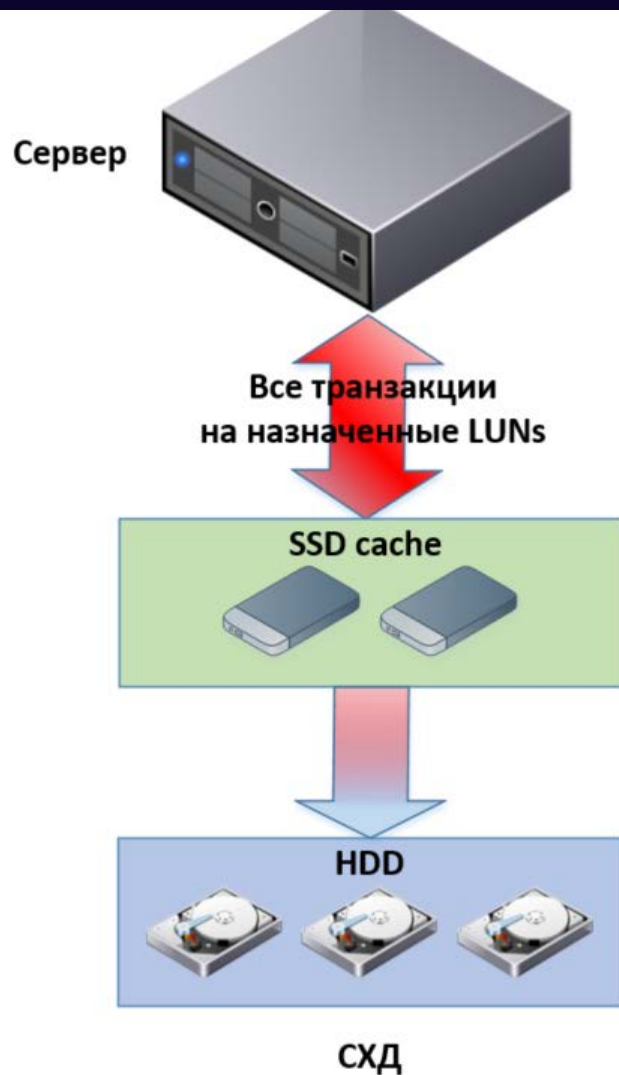 Сервер
Все транзакции
на назначенные LUNs
SSD cache
HDD
СХД